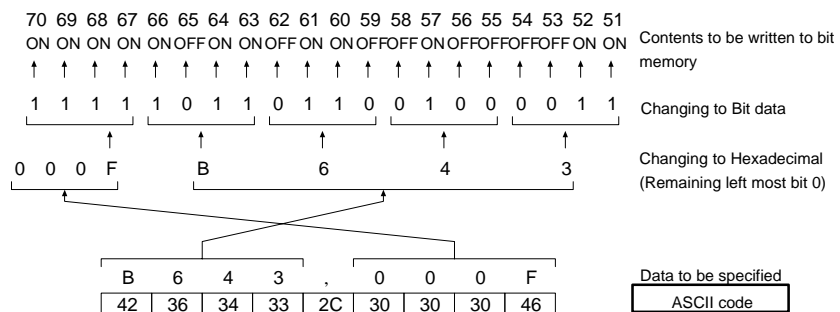 70 69 68 67 66 65 64 63 62 61 60 59 58 57 56 55 54 53 52 51
ON ON ON ON ON OFF ON ON OFF ON ON OFF OFF ON OFF OFF OFF OFF ON ON
Contents to be written to bit
memory
1 1 1 1 1 0 1 1 0 1 1 0 0 1 0 0 0 0 1 1
Changing to Bit data
0 0 0 F B 6 4 3
Changing to Hexadecimal
(Remaining left most bit 0)
B 6 4 3 , 0 0 0 F
Data to be specified
42 36 34 33 2C 30 30 30 46
ASCII code